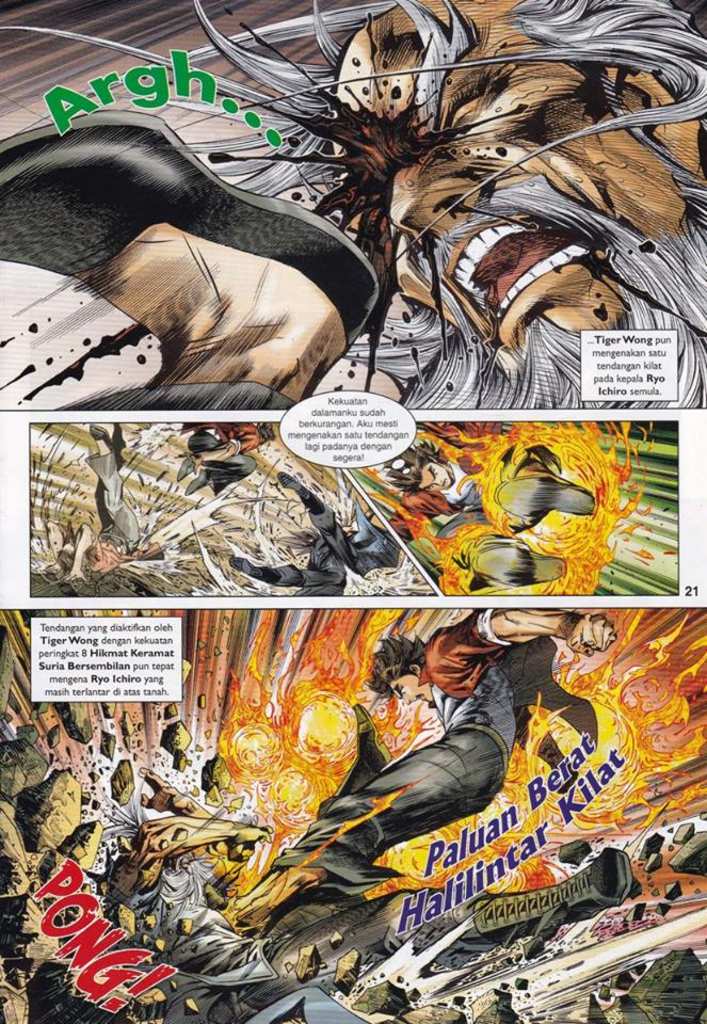 Argh...
...Tiger Wong pun
mengenakan satu
tendangan kilat
pada kepala Ryo
Ichiro semula.
Kekuatan
dalamanku sudah
berkurangan. Aku mesti
mengenakan satu tendangan
lagi padanya dengan
segera!
21
Tendangan yang diaktifkan oleh
Tiger Wong dengan kekuatan
peringkat 8 Hikmat Keramat
Suria Bersembilan pun tepat
mengena Ryo Ichiro yang
masih terlantar di atas tanah.
Paluan Berat
Halilintar Kilat
PONG!